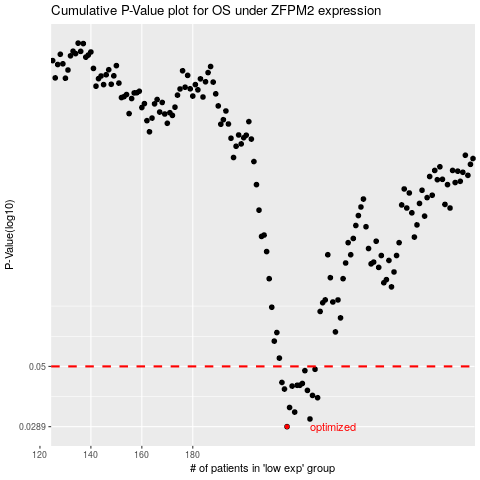 Cumulative P-Value plot for OS under ZFPM2 expression
P-Value(log10)
0.05
0.0289
optimized
120 140 160 180
# of patients in 'low exp' group